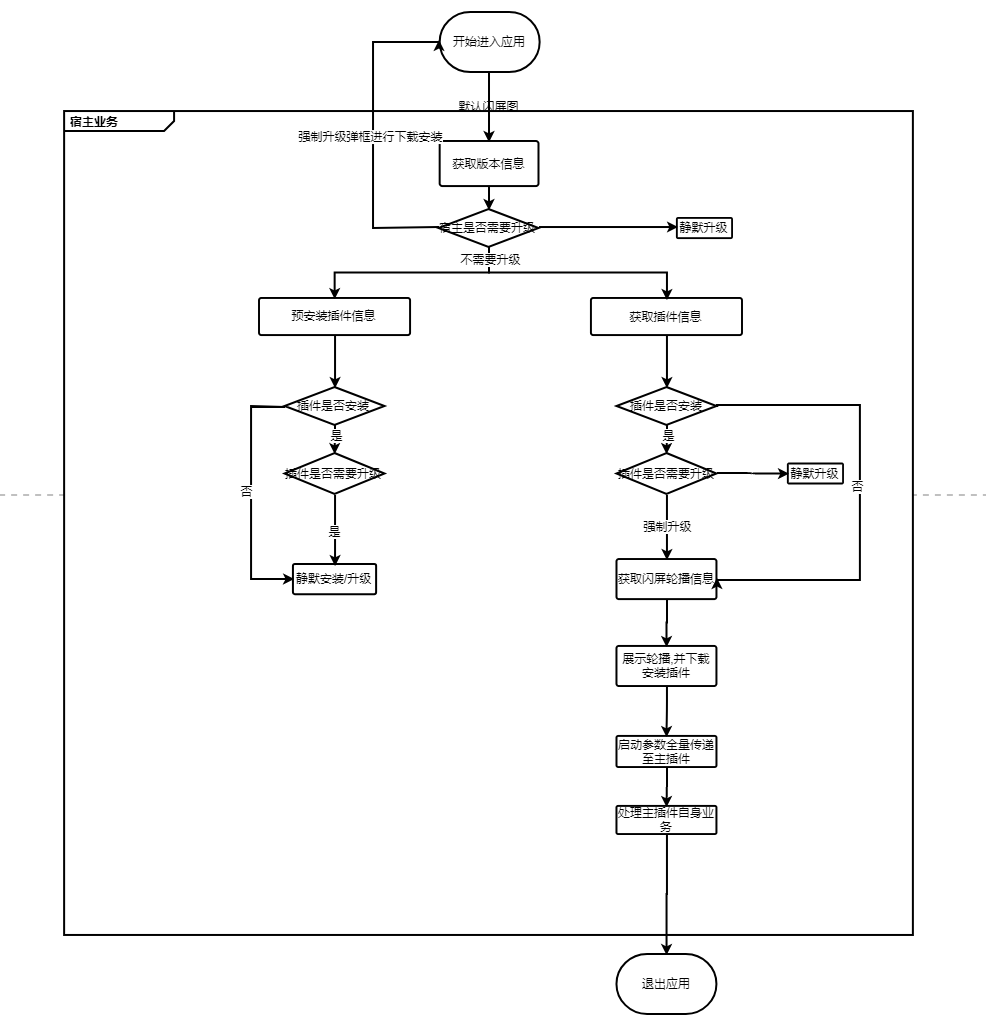 开始进入应用
默认闪屏图
宿主业务
强制升级弹框进行下载安装
获取版本信息
宿主是否需要升级
静默升级
不需要升级
预安装插件信息
获取插件信息
插件是否安装
插件是否安装
是
是
插件是否需要升级
插件是否需要升级
静默升级
否
否
强制升级
是
静默安装/升级
获取闪屏轮播信息
展示轮播,并下载
安装插件
启动参数全量传递
至主插件
处理主插件自身业
务
退出应用